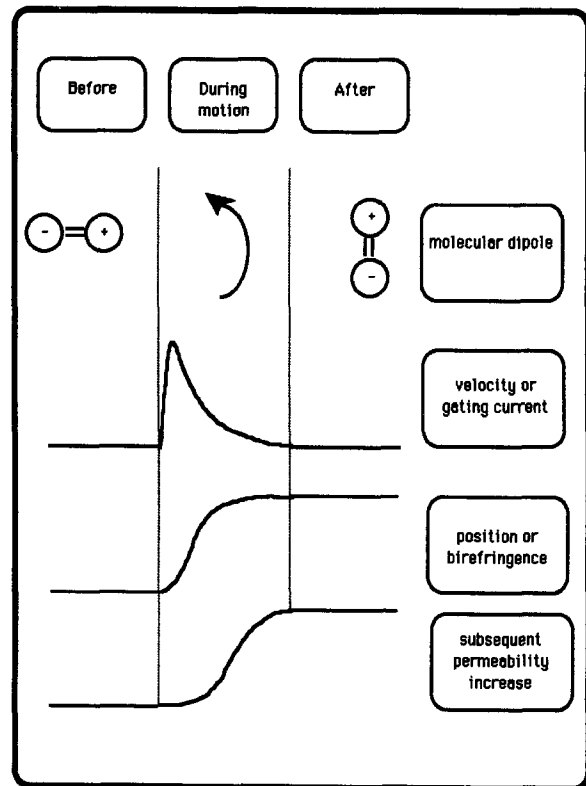 Before
During
motion
After
- +
+
-
molecular dipole
velocity or
gating current
position or
birefringence
subsequent
permeability
increase